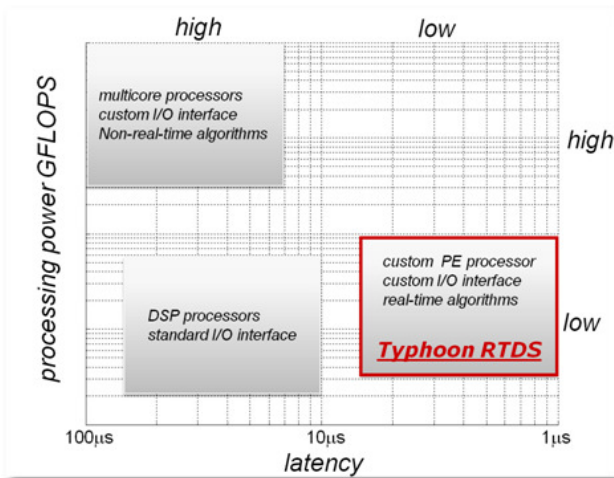 high
low
processing power GFLOPS
multicore processors
custom I/O interface
Non-real-time algorithms
high
custom PE processor
custom I/O interface
real-time algorithms
Typhoon RTDS
DSP processors
standard I/O interface
low
100µs
10µs
1µs
latency